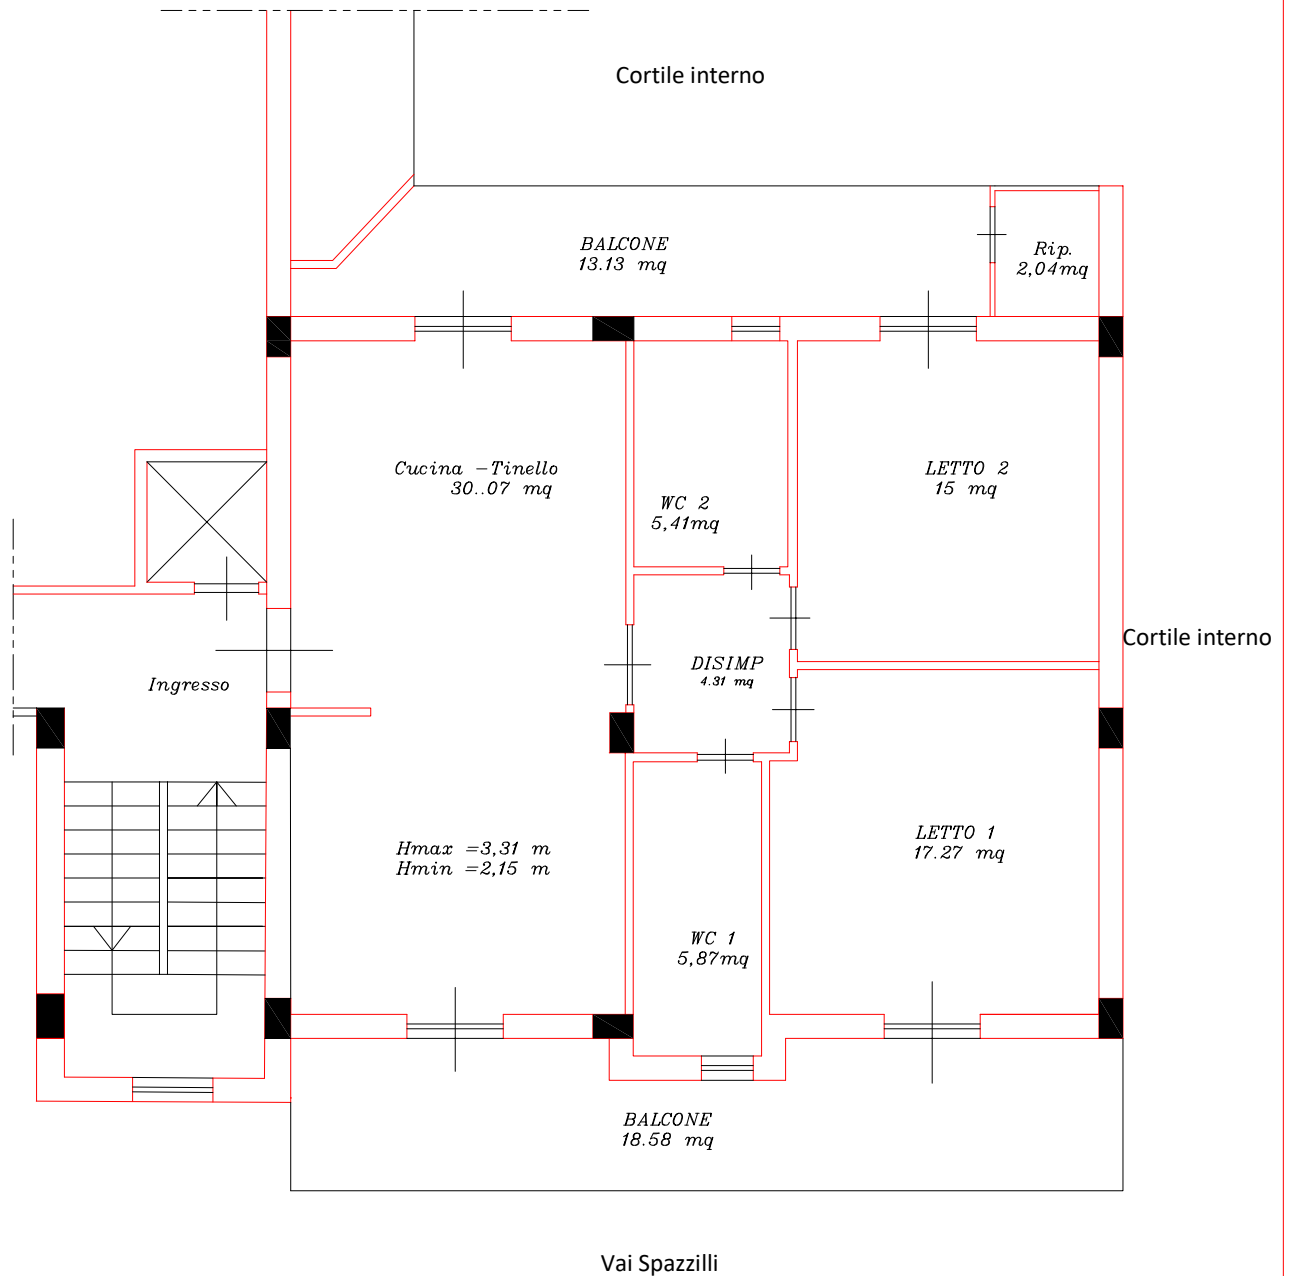 Cortile interno
BALCONE
13.13 mq
Rip.
2,04mq
Cucina -Tinello
30..07 mq
LETTO 2
15 mq
WC 2
5,41mq
Cortile interno
DISIMP
4.31 mq
Ingresso
Hmax =3,31 m
Hmin =2,15 m
LETTO 1
17.27 mq
WC 1
5,87mq
BALCONE
18.58 mq
Vai Spazzilli